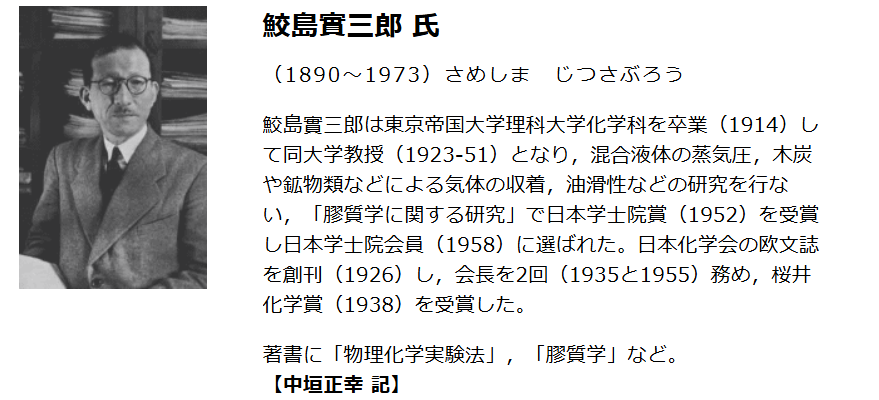 鮫島實三郎 氏
（1890～1973）さめしま　じつさぶろう
鮫島實三郎は東京帝国大学理科大学化学科を卒業（1914）し
て同大学教授（1923-51）となり，混合液体の蒸気圧，木炭
や鉱物類などによる気体の収着，油滑性などの研究を行な
い，「膠質学に関する研究」で日本学士院賞（1952）を受賞
し日本学士院会員（1958）に選ばれた。日本化学会の欧文誌
を創刊（1926）し，会長を2回（1935と1955）務め，桜井
化学賞（1938）を受賞した。
著書に「物理化学実験法」，「膠質学」など。
【中垣正幸 記】